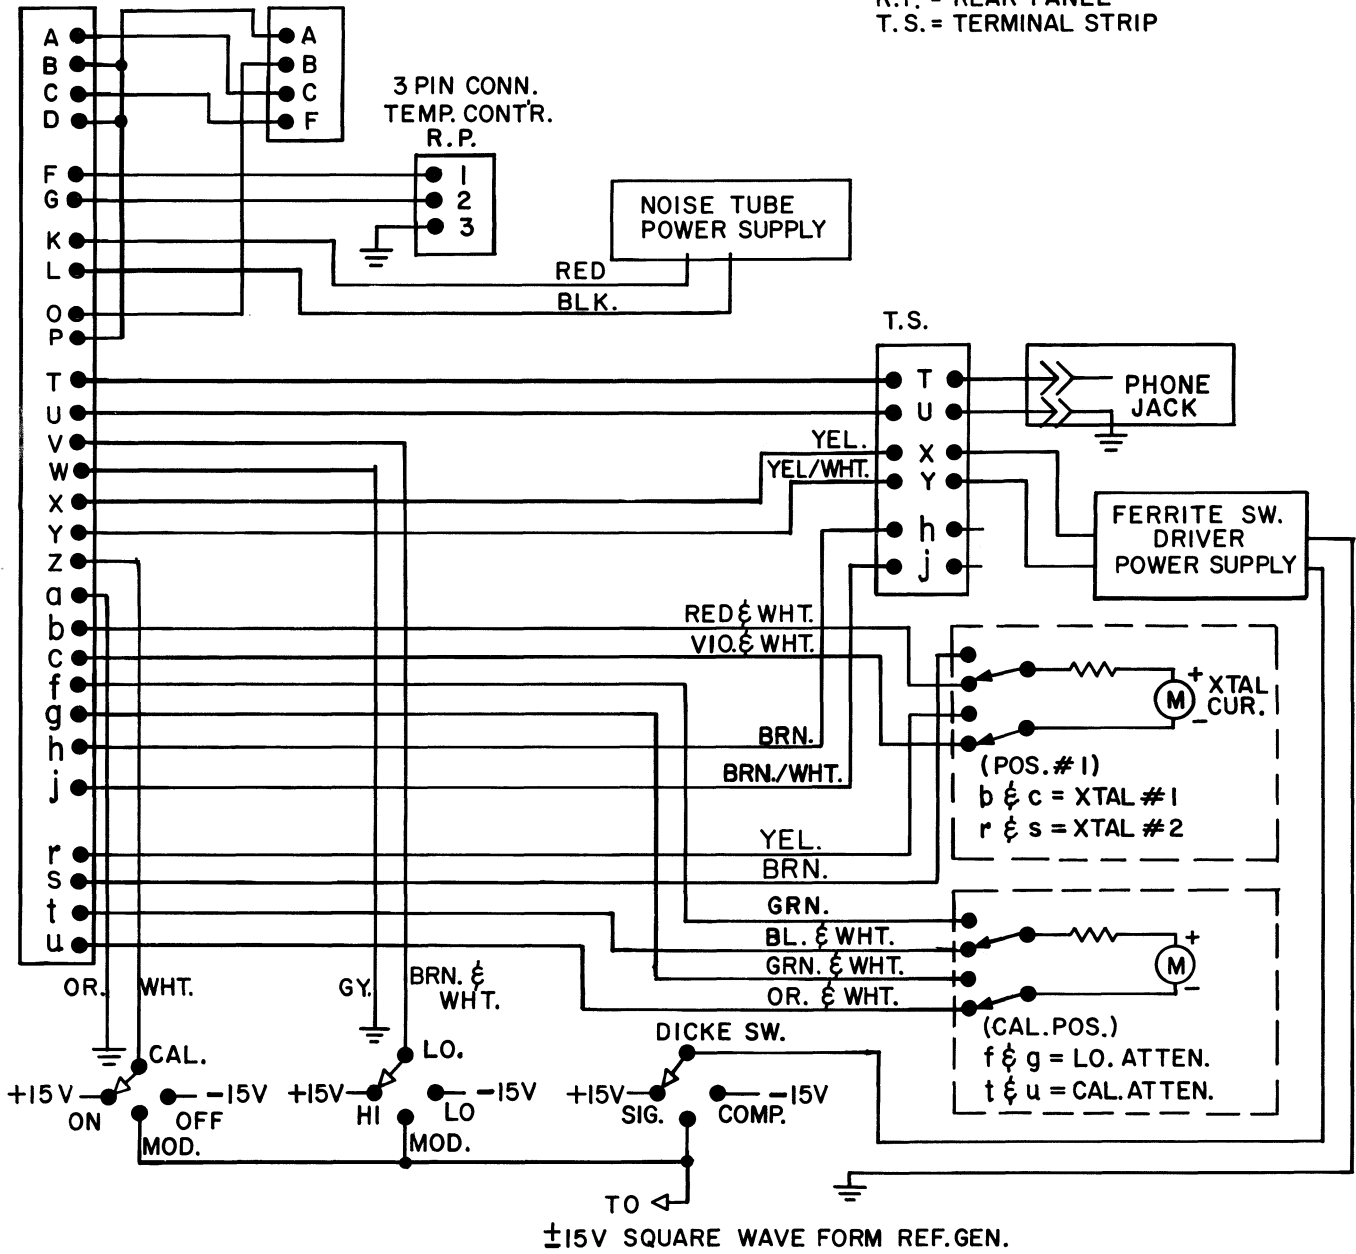 R.P. = REAR PANEL
T.S. = TERMINAL STRIP
A
B
C
D
F
G
K
L
O
P
T
U
V
W
X
Y
Z
a
b
c
f
g
h
j
r
s
t
u
A
B
C
F
3 PIN CONN.
TEMP. CONT'R.
R.P.
1
2
3
NOISE TUBE
POWER SUPPLY
RED
BLK.
T.S.
T
U
X
Y
h
j
PHONE
JACK
YEL.
YEL/WHT.
FERRITE SW.
DRIVER
POWER SUPPLY
RED & WHT.
VIO. & WHT.
BRN.
BRN./WHT.
YEL.
BRN.
GRN.
BL. & WHT.
GRN. & WHT.
OR. & WHT.
+
M
-
XTAL
CUR.
(POS. #1)
b & c = XTAL #1
r & s = XTAL #2
+
M
-
(CAL. POS.)
f & g = LO. ATTEN.
t & u = CAL. ATTEN.
OR.
WHT.
GY.
BRN. &
WHT.
CAL.
+15V
-15V
ON
OFF
MOD.
LO.
+15V
-15V
HI
LO
MOD.
DICKE SW.
+15V
-15V
SIG.
COMP.
TO
±15V SQUARE WAVE FORM REF. GEN.